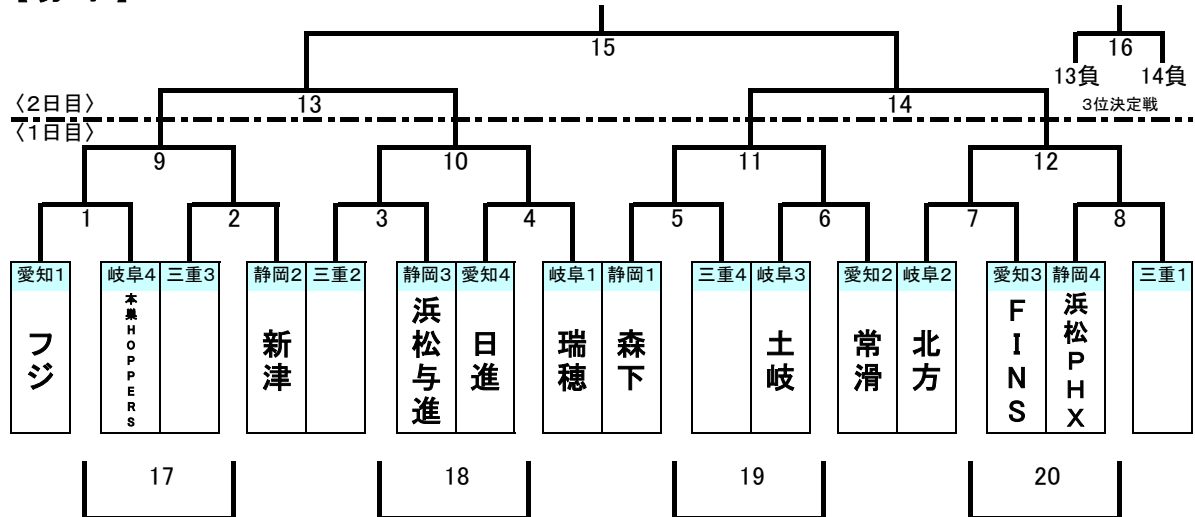 15
16
13負 14負
〈2日目〉 13 14 3位決定戦
〈1日目〉
9 10 11 12
1 2 3 4 5 6 7 8
愛知1 岐阜4 三重3 静岡2 三重2 静岡3 愛知4 岐阜1 静岡1 三重4 岐阜3 愛知2 岐阜2 愛知3 静岡4 三重1
フジ 本巣HOPPERS 新津 浜松与進 日進 瑞穂 森下 土岐 常滑 北方 FINS 浜松PHX
17 18 19 20